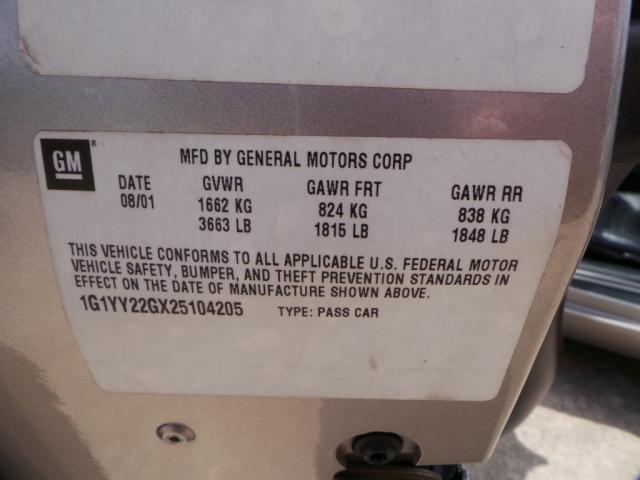 GM ®
MFD BY GENERAL MOTORS CORP
DATE GVWR GAWR FRT GAWR RR
08/01 1662 KG 824 KG 838 KG
3663 LB 1815 LB 1848 LB
THIS VEHICLE CONFORMS TO ALL APPLICABLE U.S. FEDERAL MOTOR
VEHICLE SAFETY, BUMPER, AND THEFT PREVENTION STANDARDS IN
EFFECT ON THE DATE OF MANUFACTURE SHOWN ABOVE.
1G1YY22GX25104205 TYPE: PASS CAR